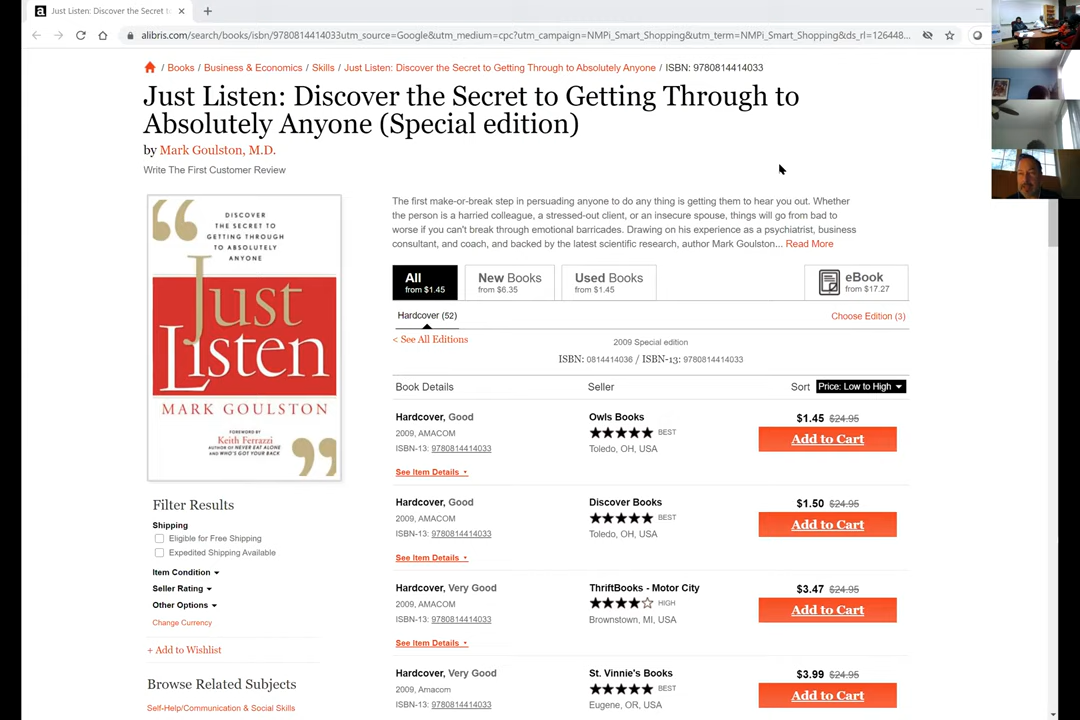 a Just Listen: Discover the Secret to
alibris.com/search/books/isbn/9780814414033utm_source=Google&utm_medium=cpc?utm_campaign=NMPi_Smart_Shopping&utm_term=NMPi_Smart_Shopping&ds_rl=126448...
/ Books / Business & Economics / Skills / Just Listen: Discover the Secret to Getting Through to Absolutely Anyone / ISBN: 9780814414033
Just Listen: Discover the Secret to Getting Through to
Absolutely Anyone (Special edition)
by Mark Goulston, M.D.
Write The First Customer Review
DISCOVER
THE SECRET TO
GETTING THROUGH
TO ABSOLUTELY
ANYONE
Just
Listen
MARK GOULSTON
FOREWORD BY
Keith Ferrazzi
AUTHOR OF NEVER EAT ALONE
AND WHO'S GOT YOUR BACK
The first make-or-break step in persuading anyone to do any thing is getting them to hear you out. Whether
the person is a harried colleague, a stressed-out client, or an insecure spouse, things will go from bad to
worse if you can't break through emotional barricades. Drawing on his experience as a psychiatrist, business
consultant, and coach, and backed by the latest scientific research, author Mark Goulston... Read More
All
from $1.45
New Books
from $6.35
Used Books
from $1.45
eBook
from $17.27
Hardcover (52)
Choose Edition (3)
< See All Editions
2009 Special edition
ISBN: 0814414036 / ISBN-13: 9780814414033
Book Details Seller Sort Price: Low to High
Hardcover, Good Owls Books $1.45 $24.95
2009, AMACOM BEST Add to Cart
ISBN-13: 9780814414033 Toledo, OH, USA
See Item Details
Hardcover, Good Discover Books $1.50 $24.95
2009, AMACOM BEST Add to Cart
ISBN-13: 9780814414033 Toledo, OH, USA
See Item Details
Hardcover, Very Good ThriftBooks - Motor City $3.47 $24.95
2009, AMACOM HIGH Add to Cart
ISBN-13: 9780814414033 Brownstown, MI, USA
See Item Details
Hardcover, Very Good St. Vinnie's Books $3.99 $24.95
2009, Amacom BEST Add to Cart
ISBN-13: 9780814414033 Eugene, OR, USA
Filter Results
Shipping
Eligible for Free Shipping
Expedited Shipping Available
Item Condition
Seller Rating
Other Options
Change Currency
+ Add to Wishlist
Browse Related Subjects
Self-Help/Communication & Social Skills